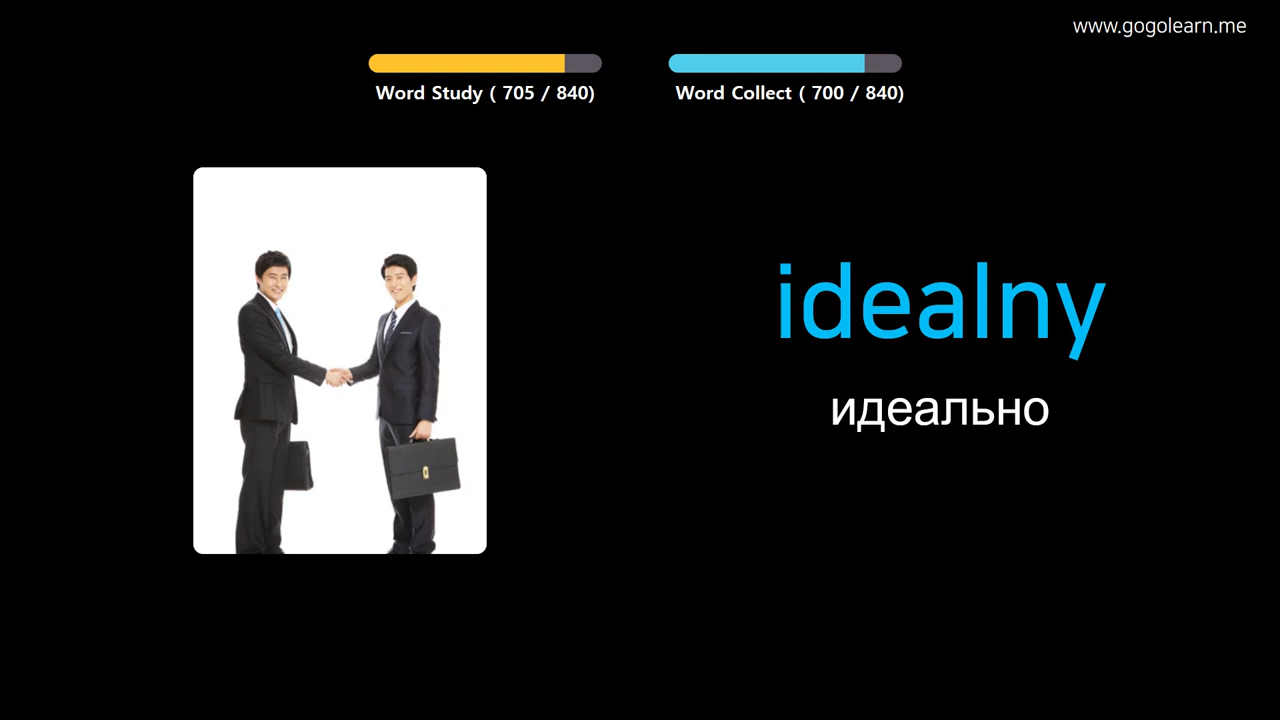 www.gogolearn.me
Word Study ( 705 / 840)
Word Collect ( 700 / 840)
idealny
идеально